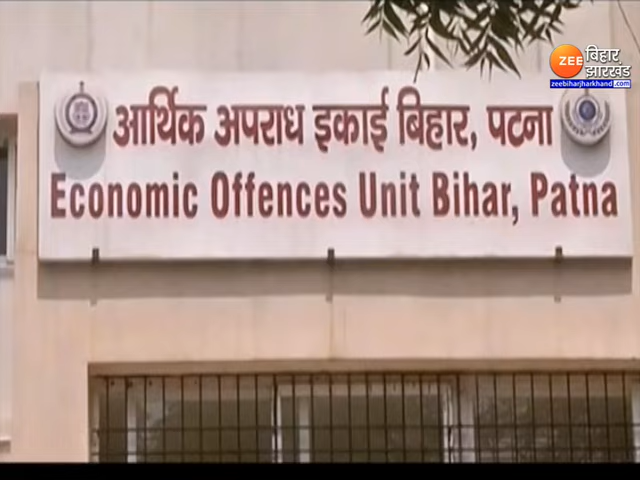 ZEE बिहार झारखंड
zeebiharjharkhand.com
आर्थिक अपराध इकाई बिहार, पटना
Economic Offences Unit Bihar, Patna